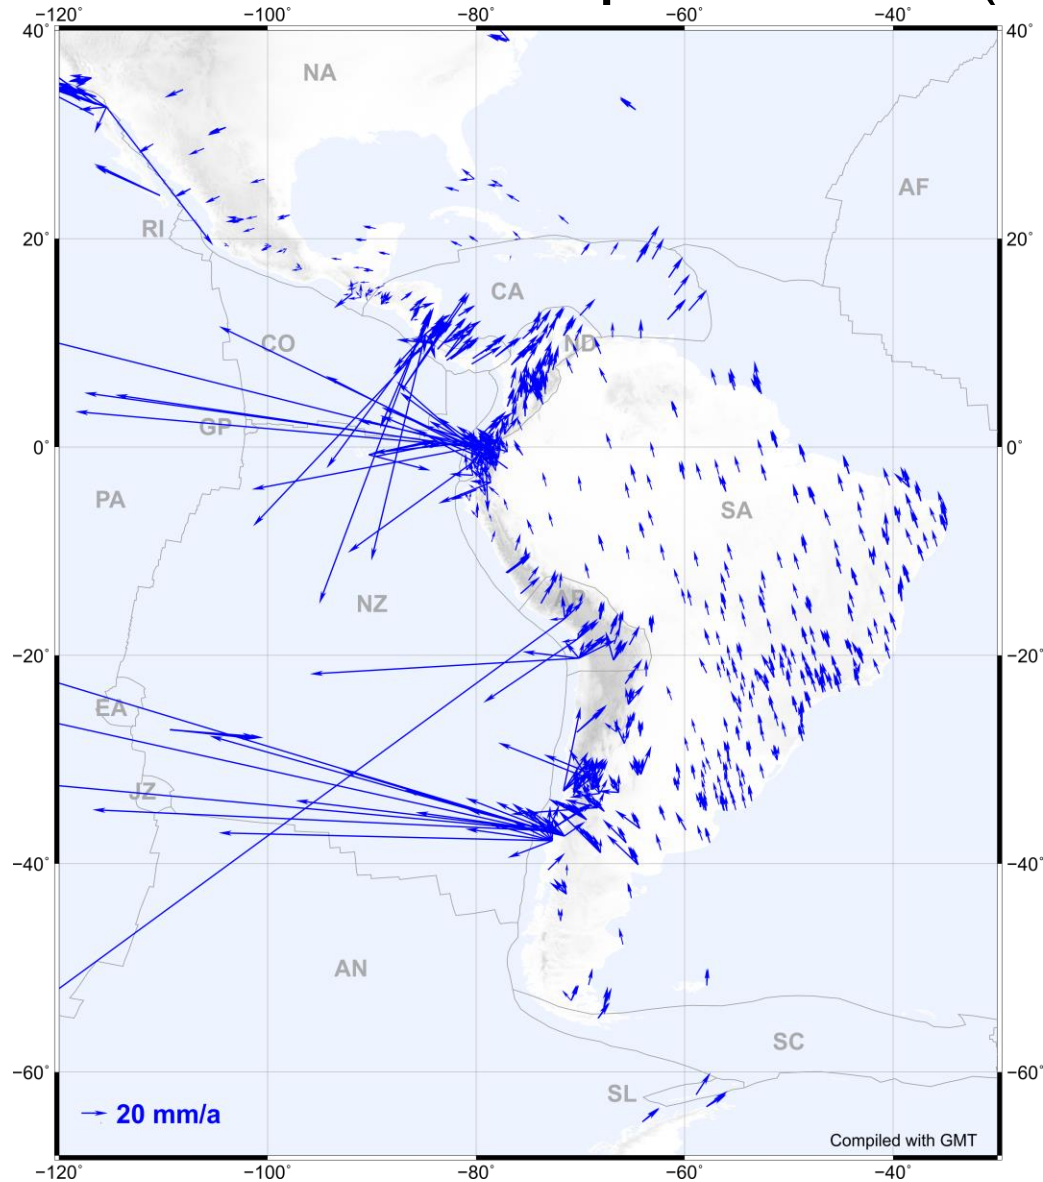 −120° −100° −80° −60° −40°
40° 40°
NA
AF
RI
20° 20°
CA
CO ND
GP
0° 0°
PA
SA
NZ
AP
−20° −20°
EA
JZ
−40° −40°
AN
SC
−60° −60°
SL
20 mm/a
Compiled with GMT
−120° −100° −80° −60° −40°